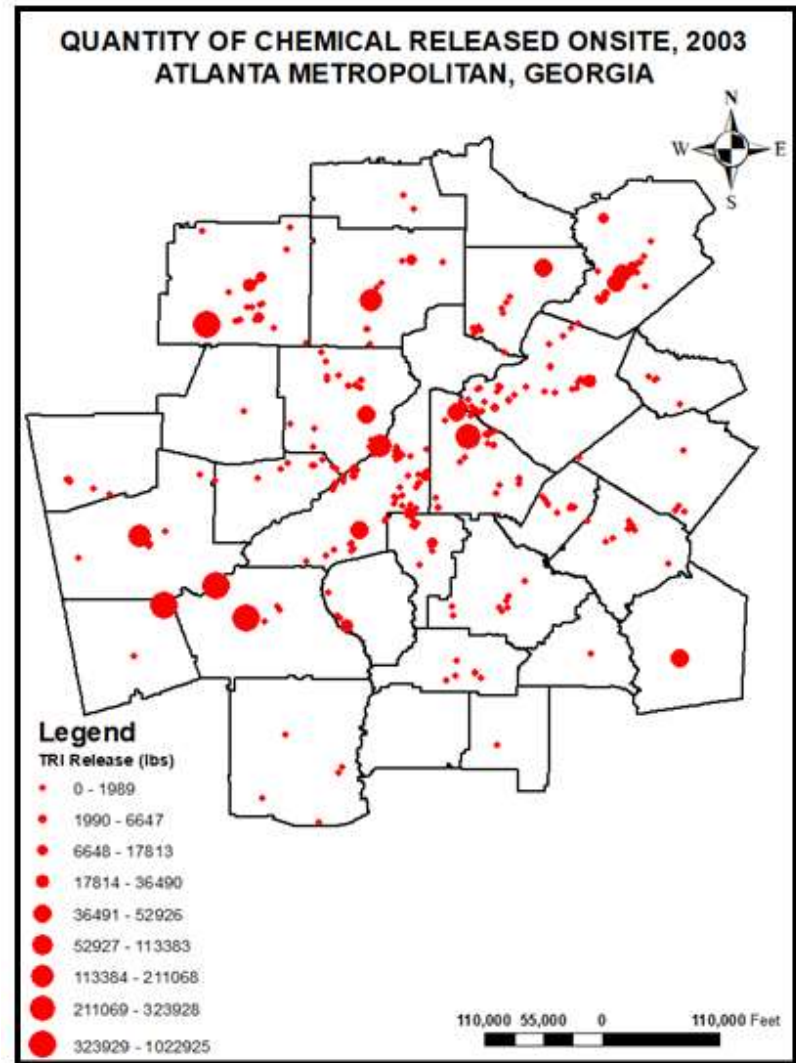 QUANTITY OF CHEMICAL RELEASED ONSITE, 2003
ATLANTA METROPOLITAN, GEORGIA
N
W E
S
Legend
TRI Release (lbs)
0 - 1989
1990 - 6647
6648 - 17813
17814 - 36490
36491 - 52926
52927 - 113383
113384 - 211068
211069 - 323928
323929 - 1022925
110,000 55,000 0 110,000 Feet